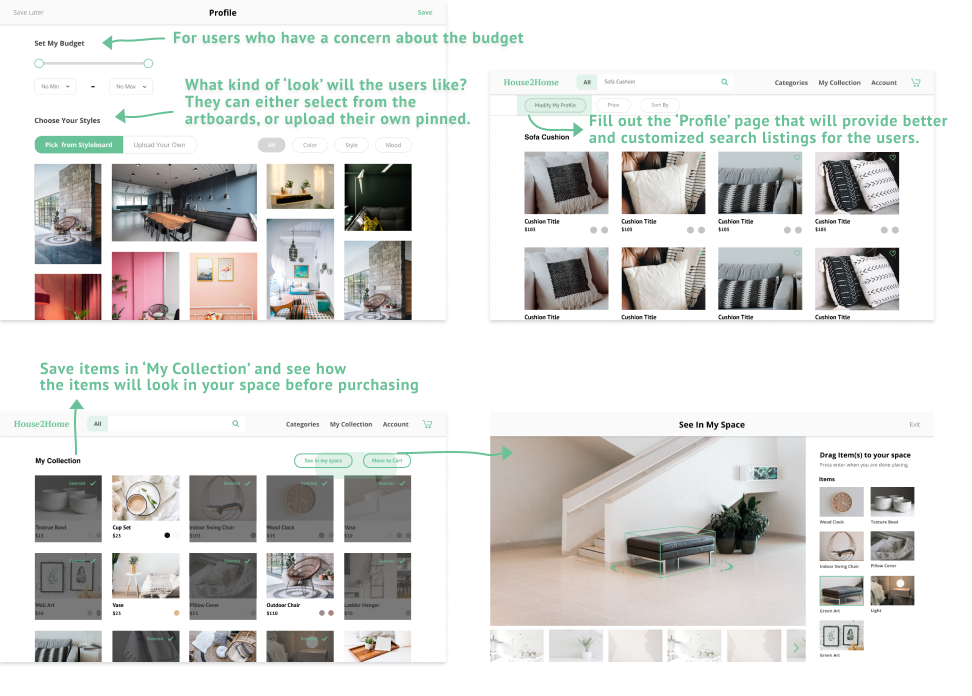 Save Later
Profile
Save
Set My Budget
For users who have a concern about the budget
No Min
-
No Max
What kind of ‘look’ will the users like?
They can either select from the
artboards, or upload their own pinned.
Choose Your Styles
Pick from Styleboard
Upload Your Own
All
Color
Style
Mood
House2Home
All
Sofa Cushion
Categories
My Collection
Account
Modify My Profile
Price
Sort By
Fill out the ‘Profile’ page that will provide better
and customized search listings for the users.
Sofa Cushion
Cushion Title
$103
Cushion Title
$103
Cushion Title
$103
Cushion Title
$103
Cushion Title
Cushion Title
Cushion Title
Cushion Title
Save items in ‘My Collection’ and see how
the items will look in your space before purchasing
House2Home
All
Categories
My Collection
Account
My Collection
See in my space
Move to Cart
Selected
Selected
Selected
Selected
Cup Set
$23
Indoor Swing Chair
$103
Wood Clock
Vase
$10
Wall Art
Vase
$23
Pillow Cover
Outdoor Chair
$110
Ladder Hanger
$70
Selected
Selected
See In My Space
Exit
Drag Item(s) to your space
Press enter when you are done placing
Items
Wood Clock
Texture Bowl
Indoor Swing Chair
Pillow Cover
Green Art
Light
Green Art